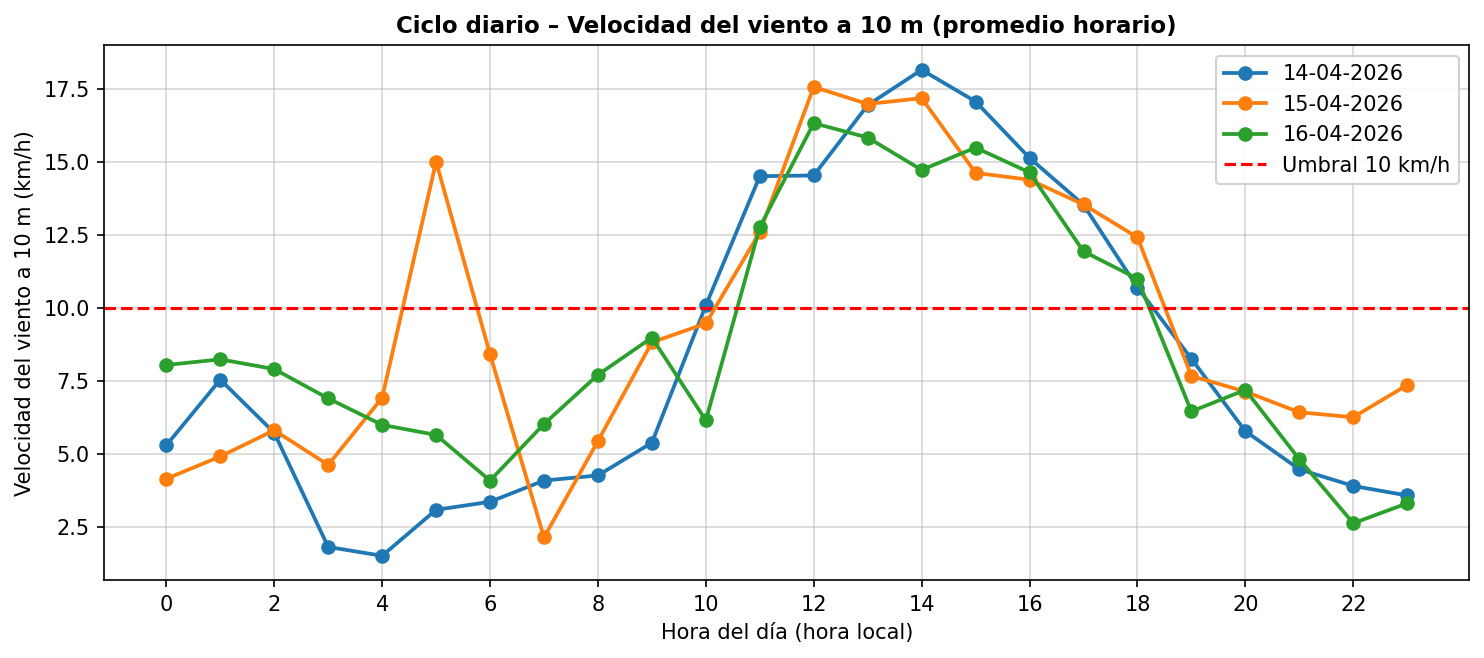 Ciclo diario – Velocidad del viento a 10 m (promedio horario)
Velocidad del viento a 10 m (km/h)
17.5
15.0
12.5
10.0
7.5
5.0
2.5
14-04-2026
15-04-2026
16-04-2026
Umbral 10 km/h
0 2 4 6 8 10 12 14 16 18 20 22
Hora del día (hora local)